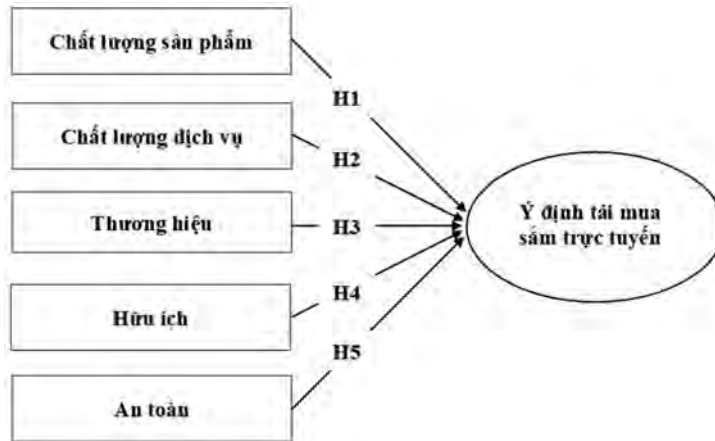 Chất lượng sản phẩm
H1
Chất lượng dịch vụ
H2
Thương hiệu
H3
Hữu ích
H4
An toàn
H5
Ý định tái mua
sắm trực tuyến